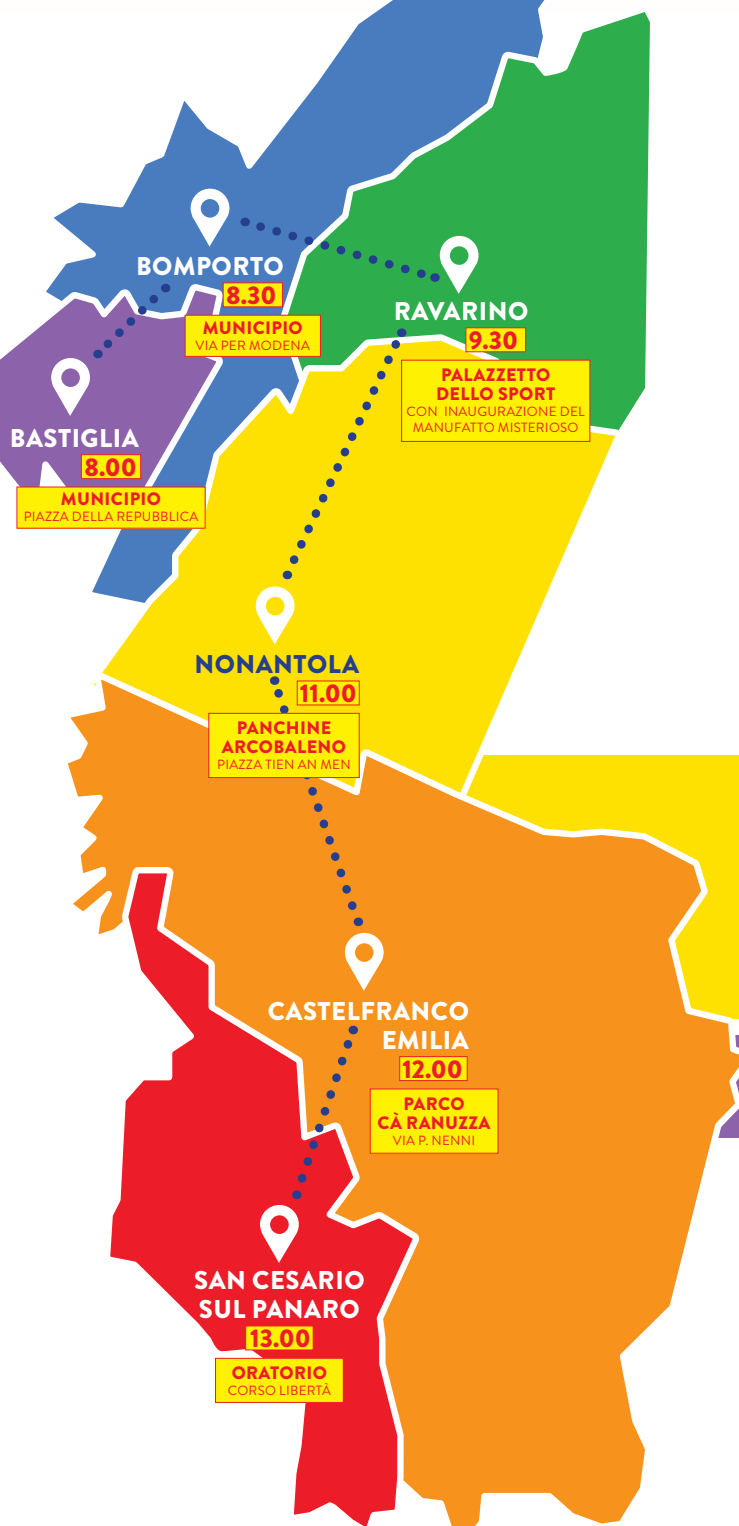 BOMPORTO
8.30
MUNICIPIO
VIA PER MODENA
RAVARINO
9.30
PALAZZETTO
DELLO SPORT
CON INAUGURAZIONE DEL
MANUFATTO MISTERIOSO
BASTIGLIA
8.00
MUNICIPIO
PIAZZA DELLA REPUBBLICA
NONANTOLA
11.00
PANCHINE
ARCOBALENO
PIAZZA TIEN AN MEN
CASTELFRANCO
EMILIA
12.00
PARCO
CÀ RANUZZA
VIA P. NENNI
SAN CESARIO
SUL PANARO
13.00
ORATORIO
CORSO LIBERTÀ